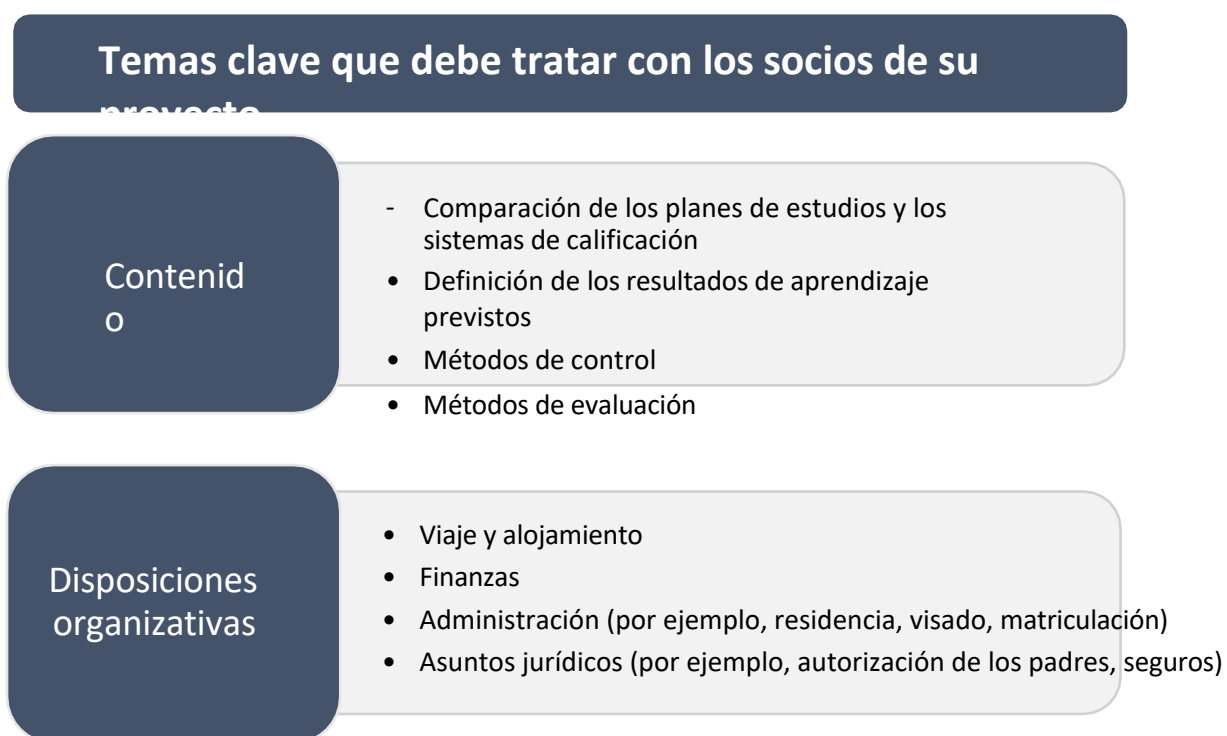 Temas clave que debe tratar con los socios de su
proyecto
Contenid
o
- Comparación de los planes de estudios y los
sistemas de calificación
• Definición de los resultados de aprendizaje
previstos
• Métodos de control
• Métodos de evaluación
Disposiciones
organizativas
• Viaje y alojamiento
• Finanzas
• Administración (por ejemplo, residencia, visado, matriculación)
• Asuntos jurídicos (por ejemplo, autorización de los padres, seguros)